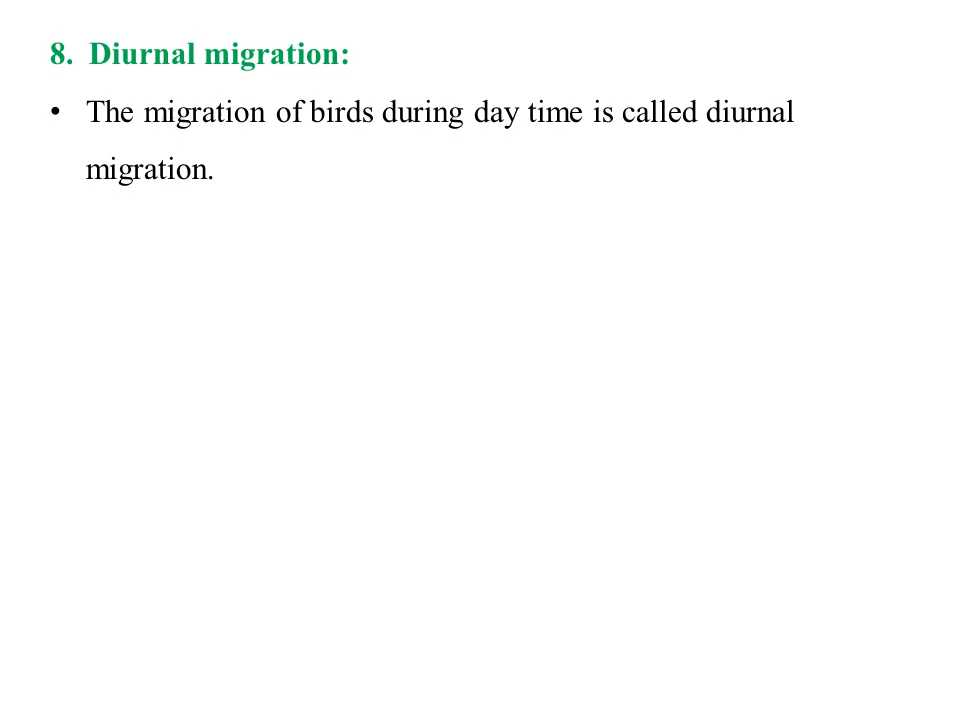 8. Diurnal migration:
• The migration of birds during day time is called diurnal
migration.